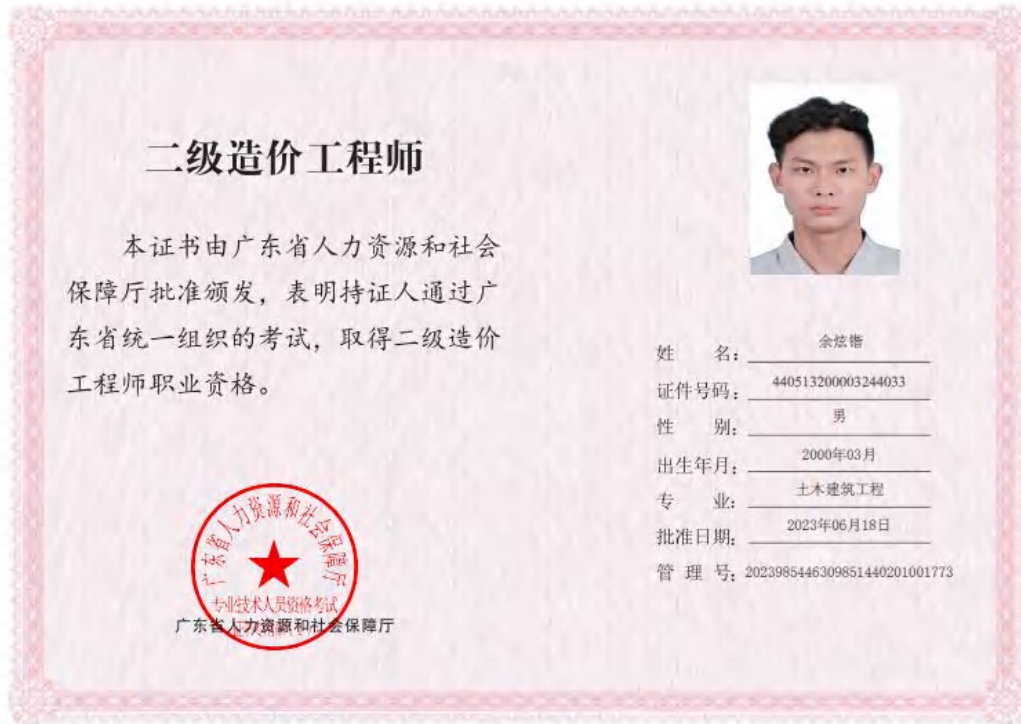 二级造价工程师
本证书由广东省人力资源和社会
保障厅批准颁发，表明持证人通过广
东省统一组织的考试，取得二级造价
工程师职业资格。
广东省人力资源和社会保障厅
专业技术人员资格考试
广东省人力资源和社会保障厅
姓 名：余炫锴
证件号码：440513200003244033
性 别：男
出生年月：2000年03月
专 业：土木建筑工程
批准日期：2023年06月18日
管 理 号：2023985446309851440201001773